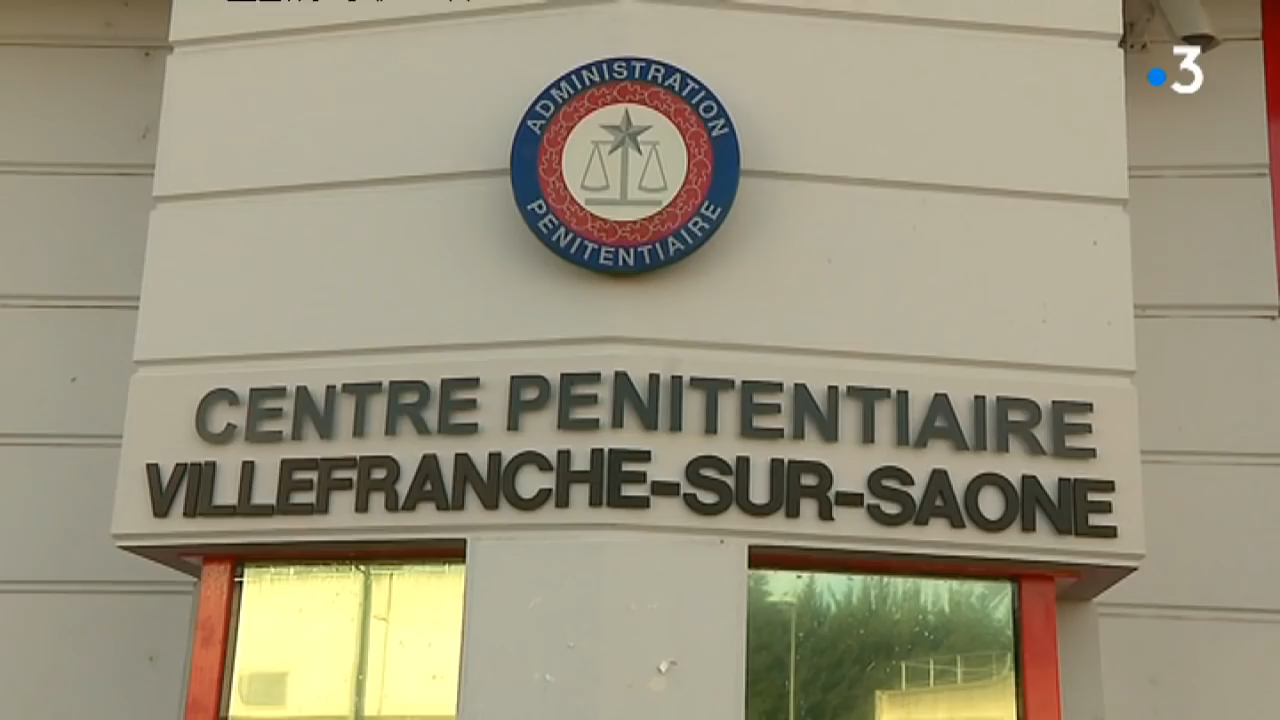 3
ADMINISTRATION
PENITENTIAIRE
CENTRE PENITENTIAIRE
VILLEFRANCHE-SUR-SAONE